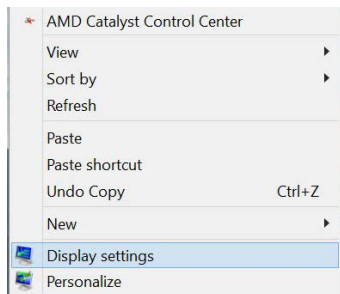 AMD Catalyst Control Center
View
Sort by
Refresh
Paste
Paste shortcut
Undo Copy Ctrl+Z
New
Display settings
Personalize